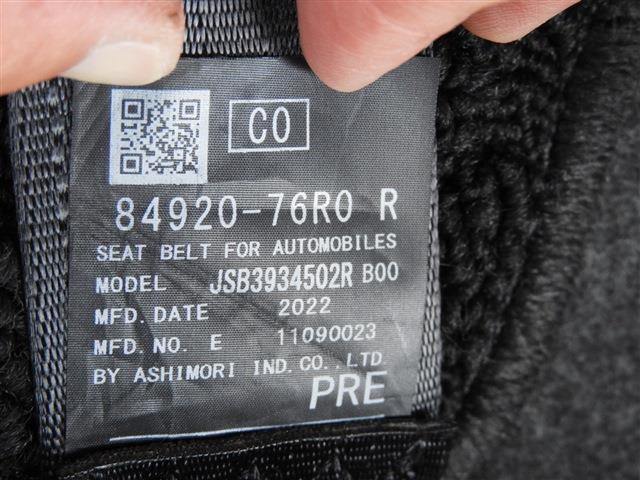 CO
84920-76R0 R
SEAT BELT FOR AUTOMOBILES
MODEL JSB3934502R B00
MFD. DATE 2022
MFD. NO. E 11090023
BY ASHIMORI IND. CO., LTD.
PRE